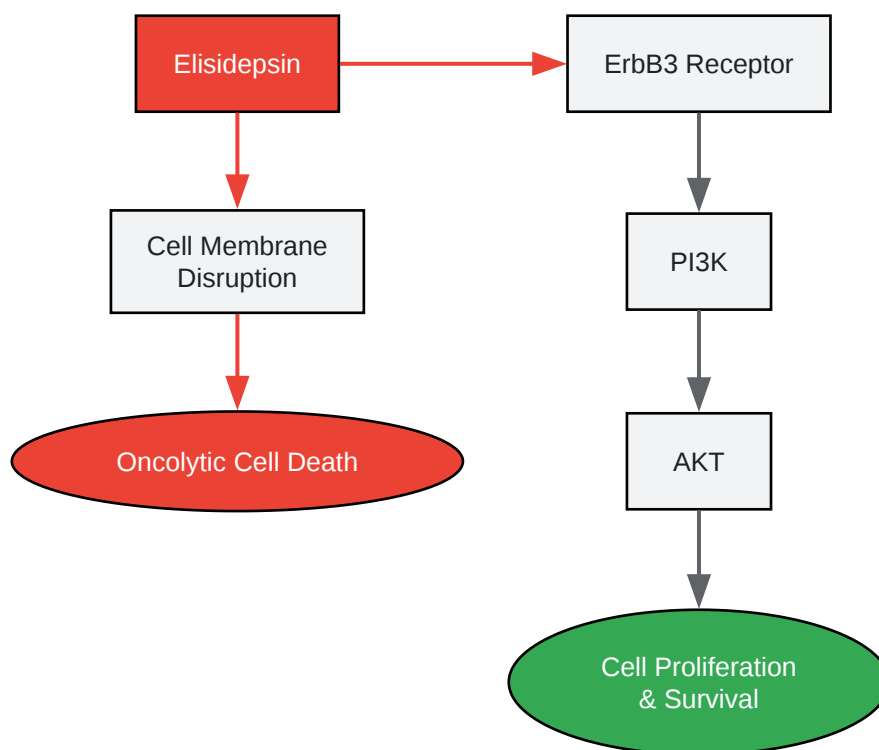 Elisidepsin
ErbB3 Receptor
Cell Membrane
Disruption
PI3K
Oncolytic Cell Death
AKT
Cell Proliferation
& Survival